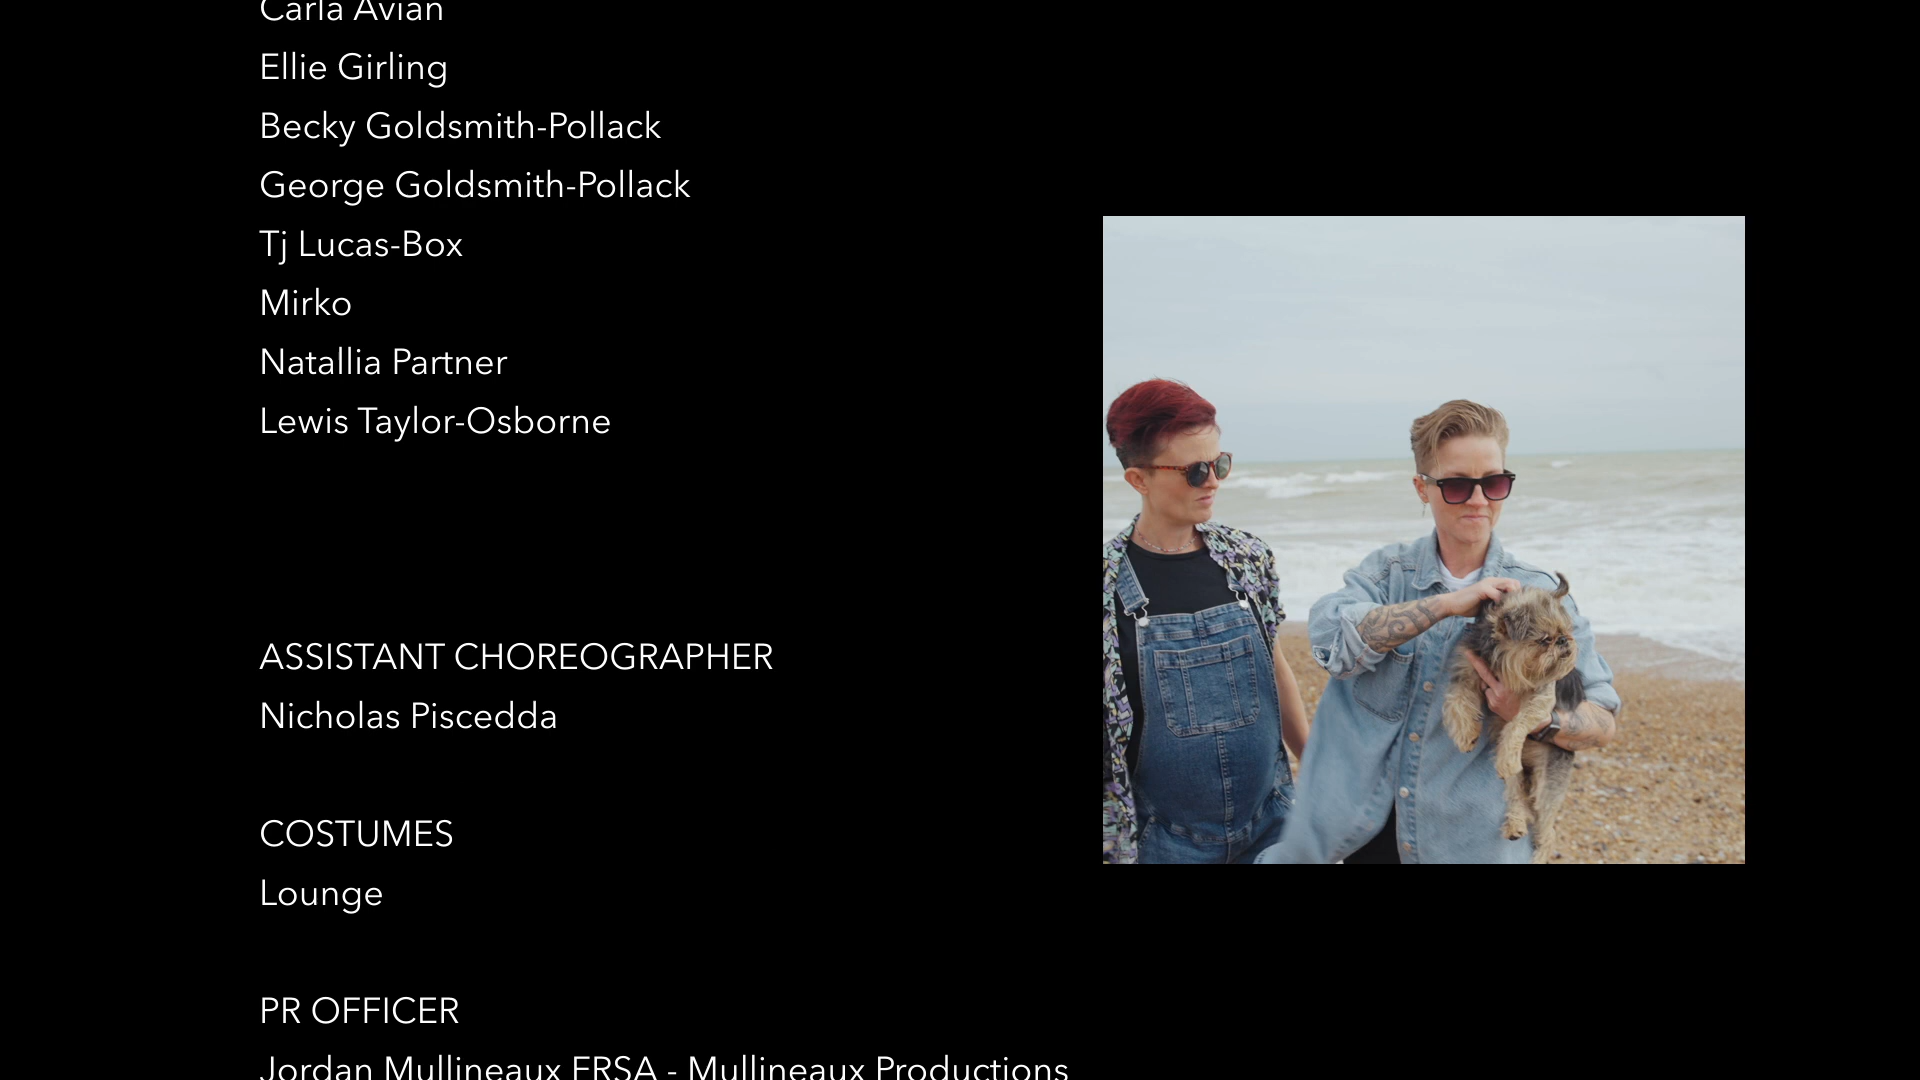 Carla Avian
Ellie Girling
Becky Goldsmith-Pollack
George Goldsmith-Pollack
Tj Lucas-Box
Mirko
Natallia Partner
Lewis Taylor-Osborne
ASSISTANT CHOREOGRAPHER
Nicholas Piscedda
COSTUMES
Lounge
PR OFFICER
Jordan Mullineaux FRSA - Mullineaux Productions